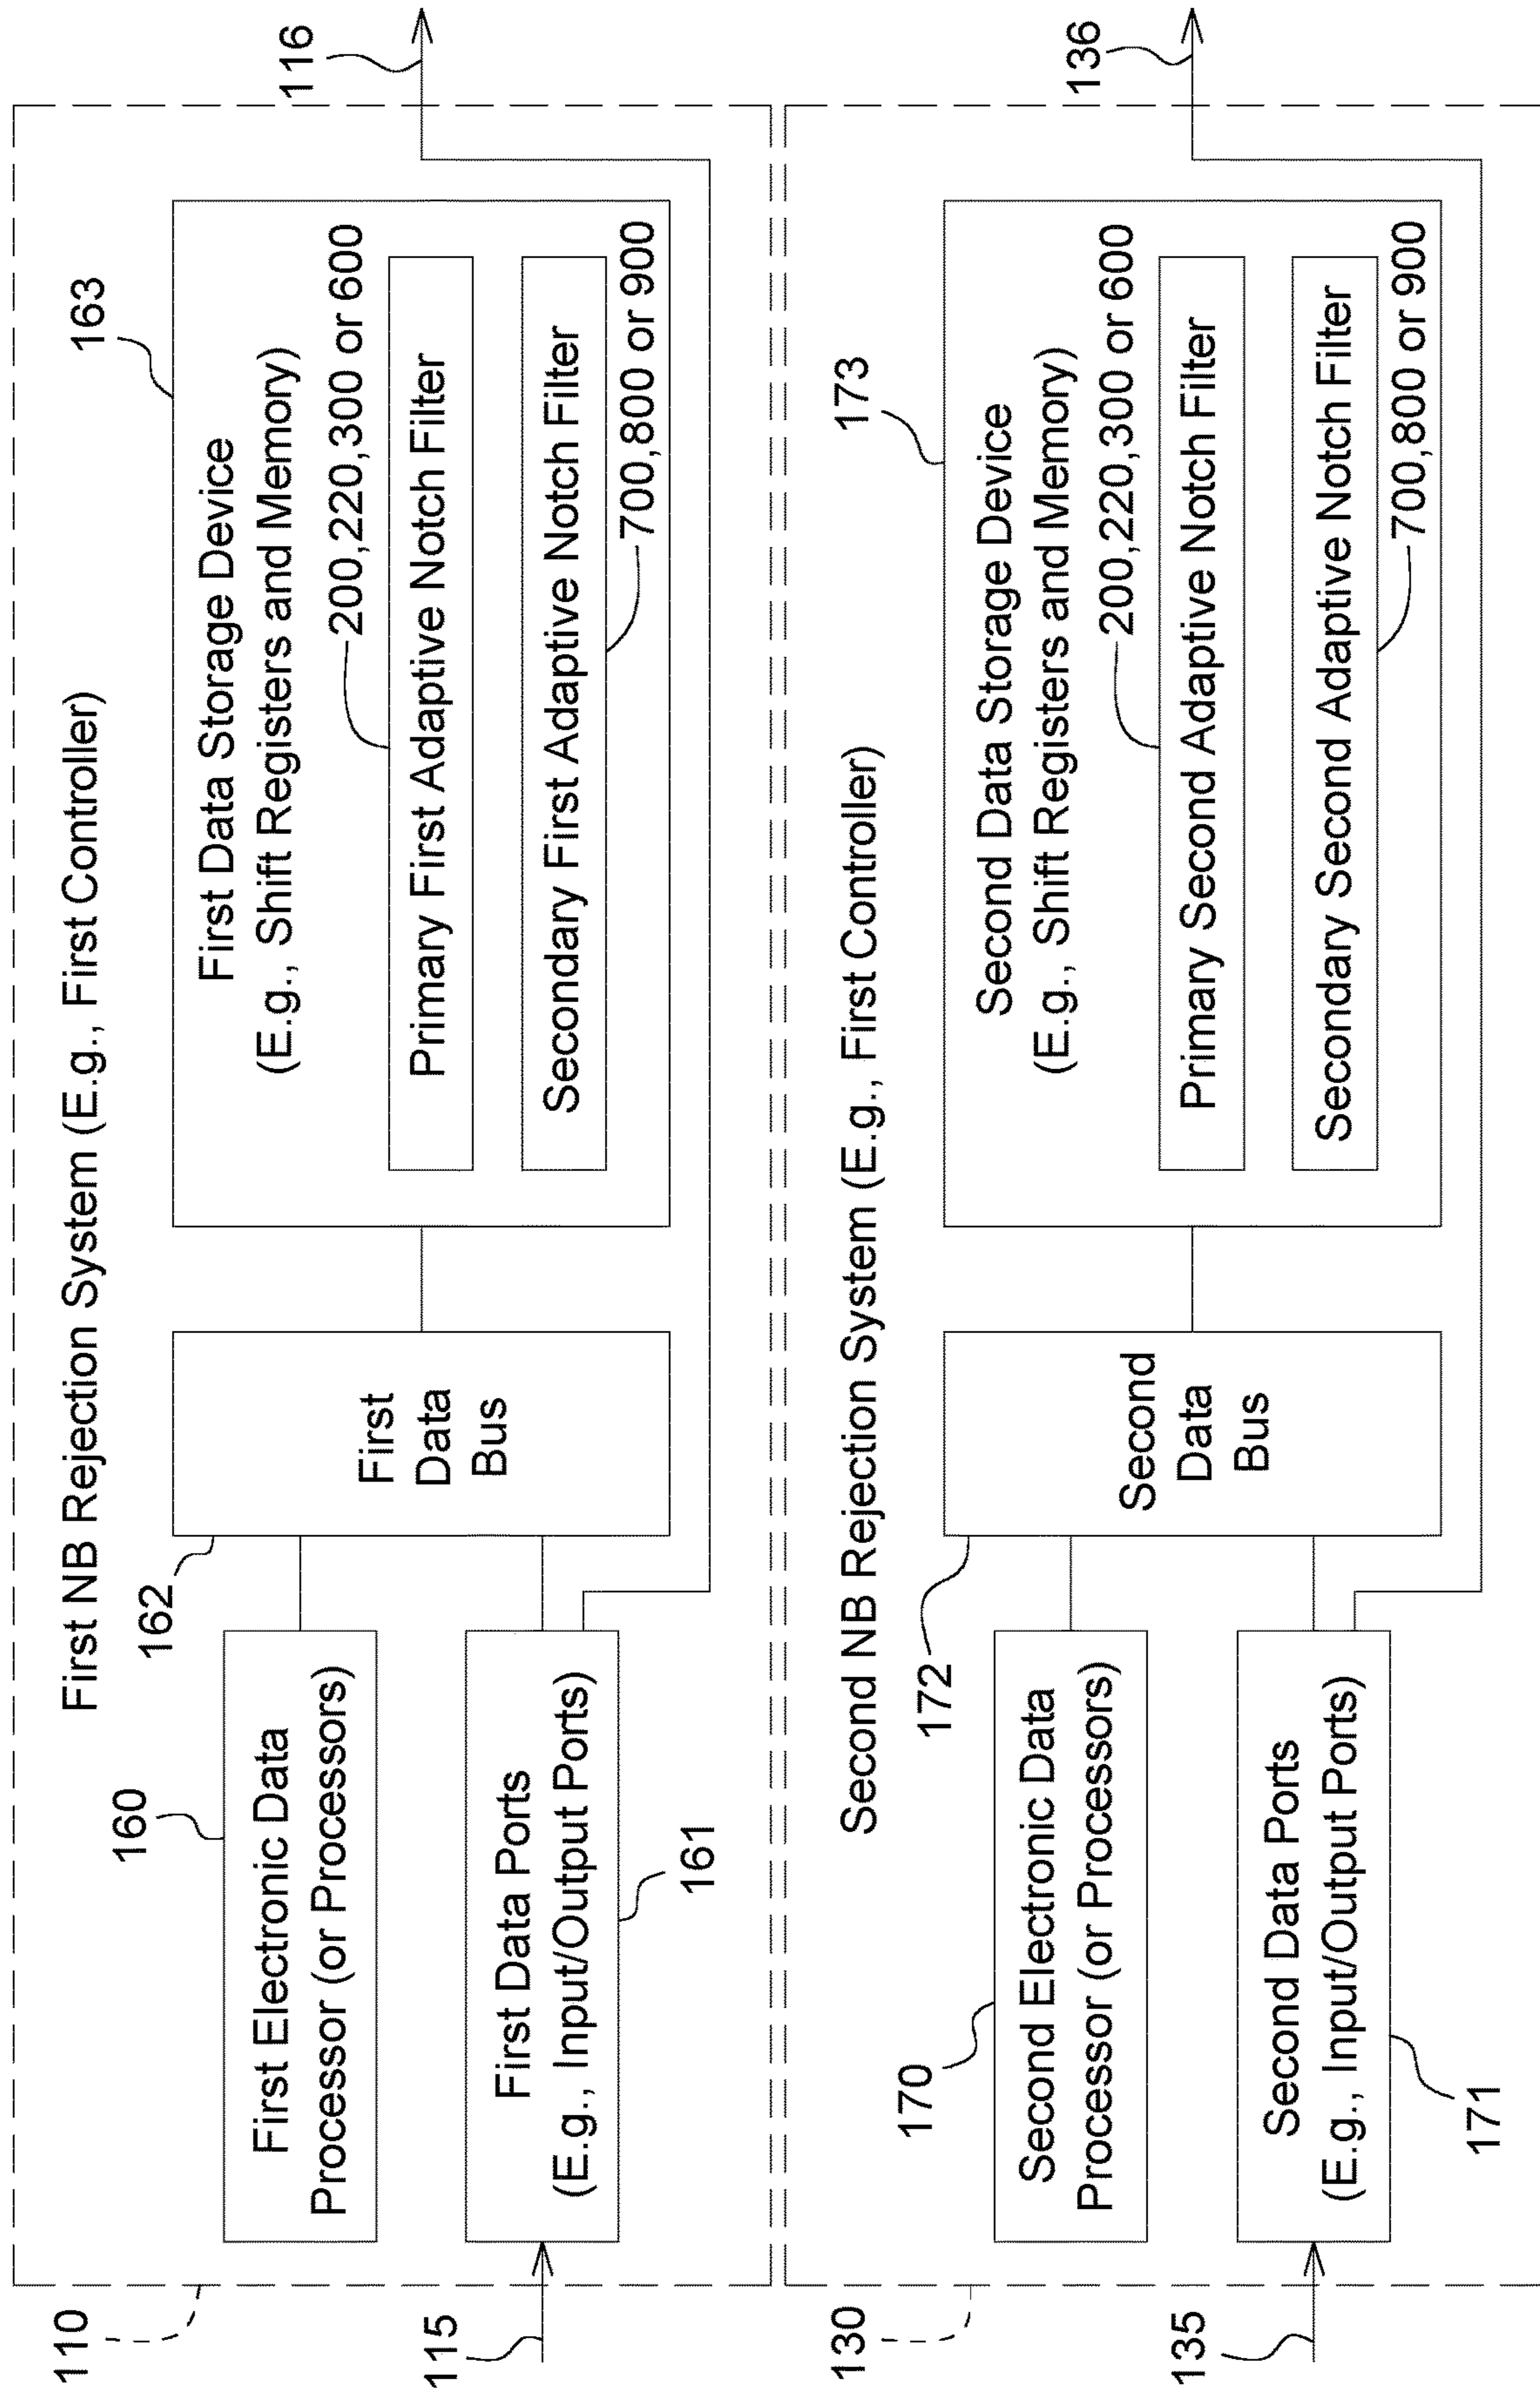 First NB Rejection System (E.g., First Controller)
110
115
116
160
First Electronic Data
Processor (or Processors)
First Data Ports
(E.g., Input/Output Ports)
161
162
First
Data
Bus
163
First Data Storage Device
(E.g., Shift Registers and Memory)
200,220,300 or 600
Primary First Adaptive Notch Filter
Secondary First Adaptive Notch Filter
700,800 or 900
Second NB Rejection System (E.g., First Controller)
130
135
136
170
Second Electronic Data
Processor (or Processors)
Second Data Ports
(E.g., Input/Output Ports)
171
172
Second
Data
Bus
173
Second Data Storage Device
(E.g., Shift Registers and Memory)
200,220,300 or 600
Primary Second Adaptive Notch Filter
Secondary Second Adaptive Notch Filter
700,800 or 900